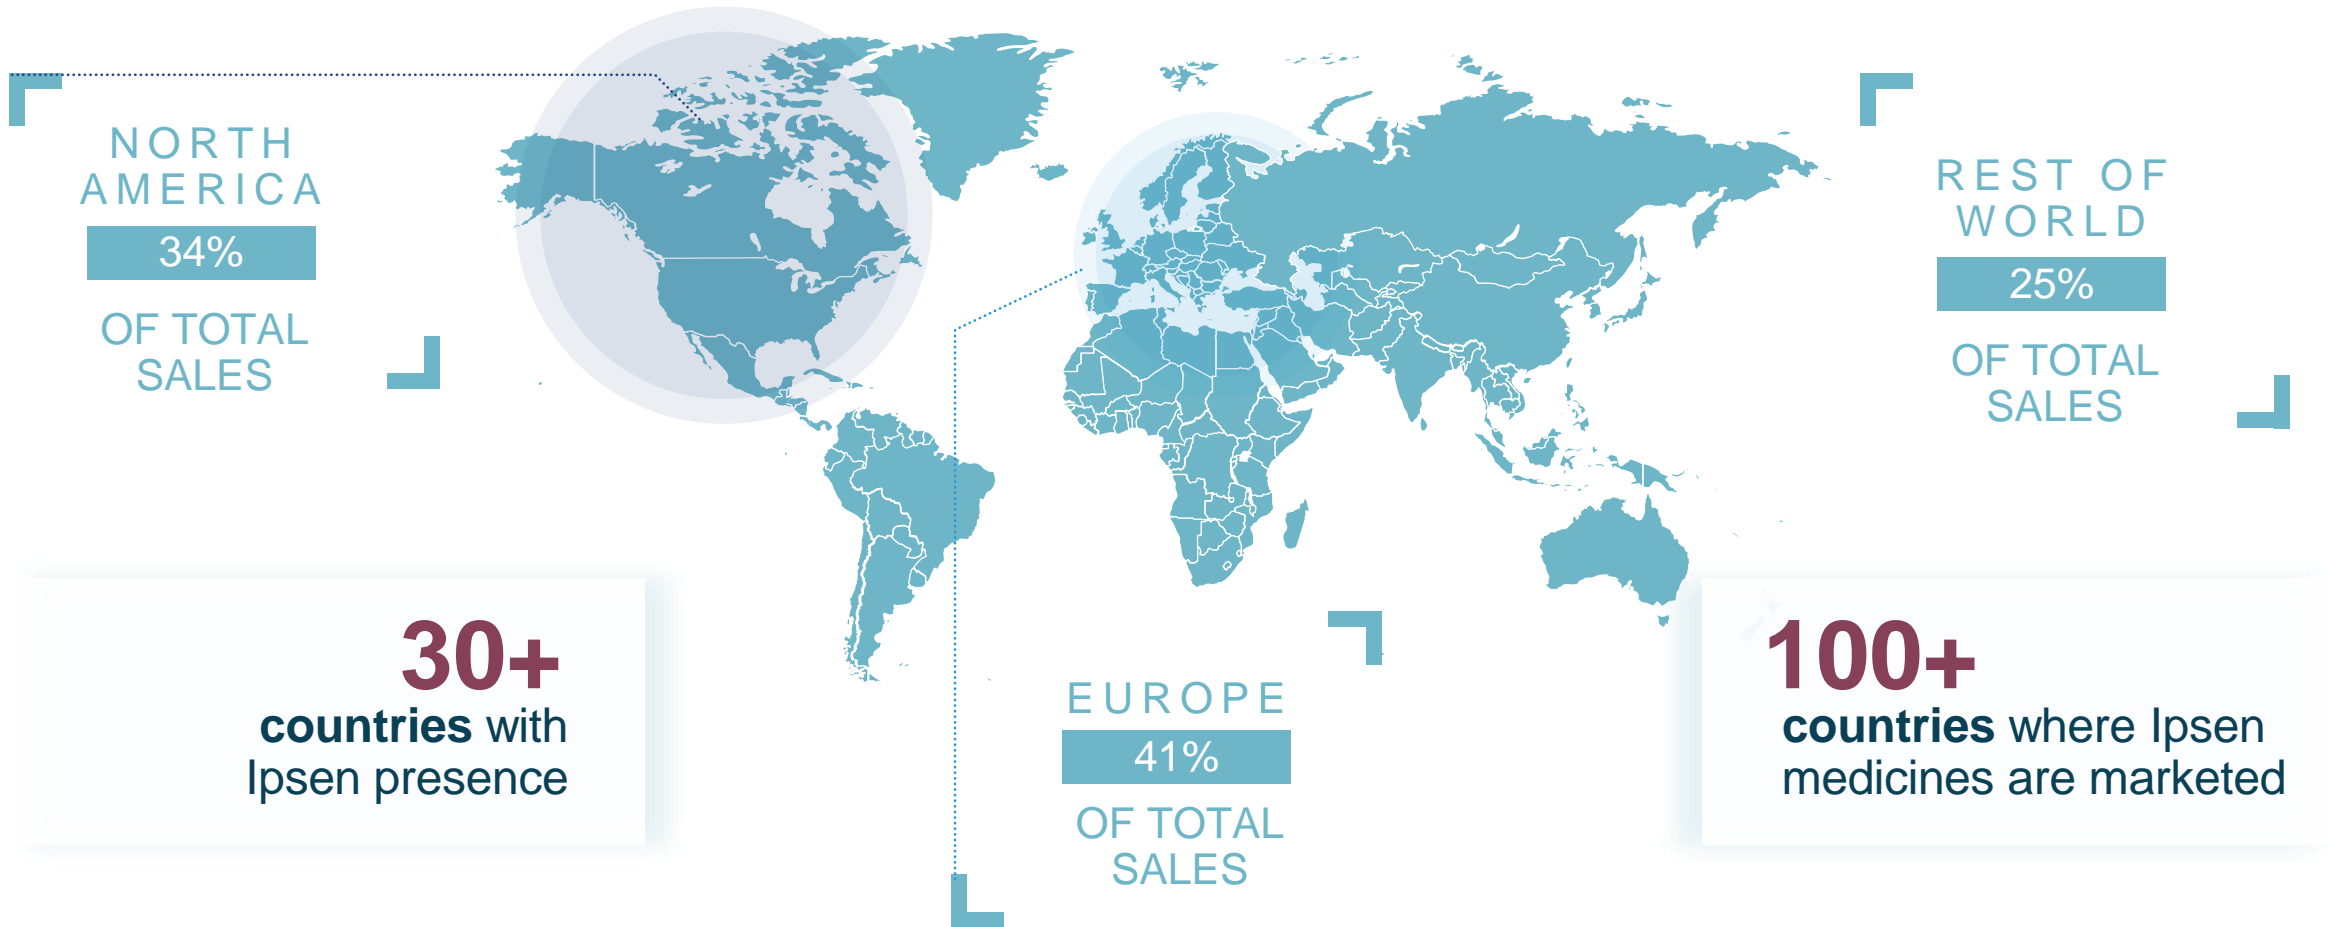 NORTH
AMERICA
34%
OF TOTAL
SALES
REST OF
WORLD
25%
OF TOTAL
SALES
30+
countries with
Ipsen presence
EUROPE
41%
OF TOTAL
SALES
100+
countries where Ipsen
medicines are marketed